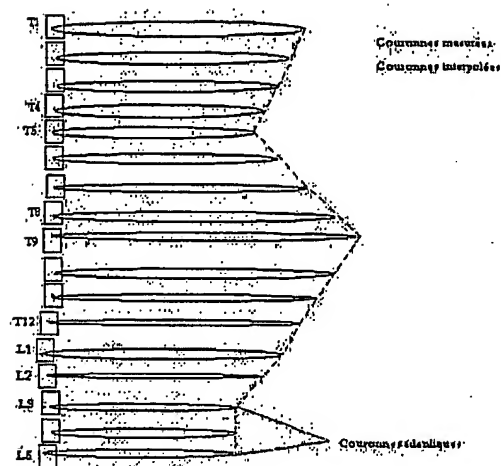 T1
Couronnes mesurées
Couronnes interpolées
T4
T5
T8
T9
T12
L1
L2
L3
Couronnes identiques
L5